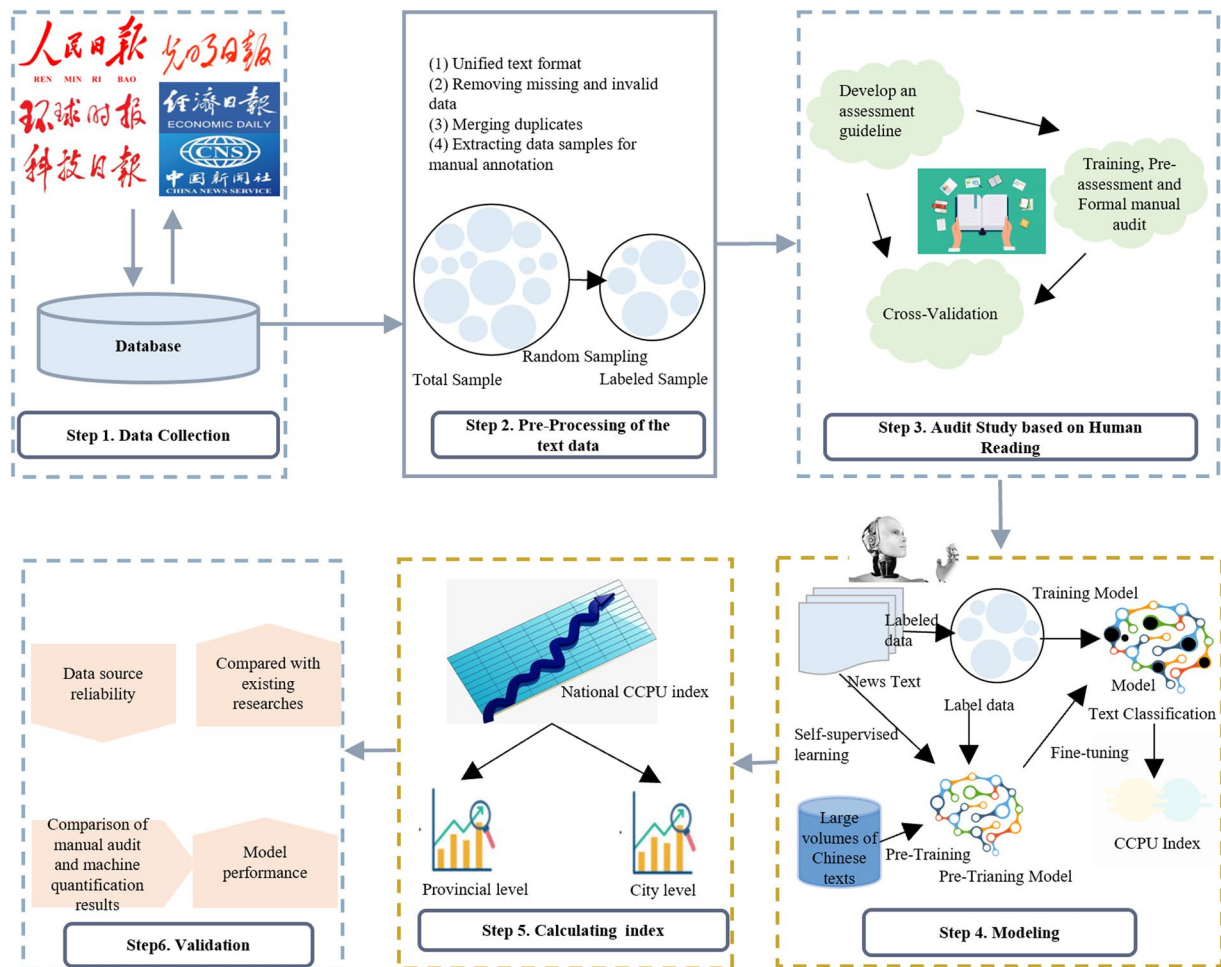 人民日报
REN MIN RI BAO
光明日报
环球时报
经济日报
ECONOMIC DAILY
科技日报
CNS
中国新闻社
CHINA NEWS SERVICE
Database
Step 1. Data Collection
(1) Unified text format
(2) Removing missing and invalid
data
(3) Merging duplicates
(4) Extracting data samples for
manual annotation
Random Sampling
Total Sample
Labeled Sample
Step 2. Pre-Processing of the
text data
Develop an
assessment
guideline
Training, Pre-
assessment and
Formal manual
audit
Cross-Validation
Step 3. Audit Study based on Human
Reading
Data source
reliability
Compared with
existing
researches
Comparison of
manual audit
and machine
quantification
results
Model
performance
Step6. Validation
National CCPU index
Provincial level
City level
Step 5. Calculating index
Training Model
Labeled
data
News Text
Model
Label data
Text Classification
Self-supervised
learning
Fine-tuning
Large
volumes of
Chinese
texts
Pre-Training
Pre-Trianing Model
CCPU Index
Step 4. Modeling